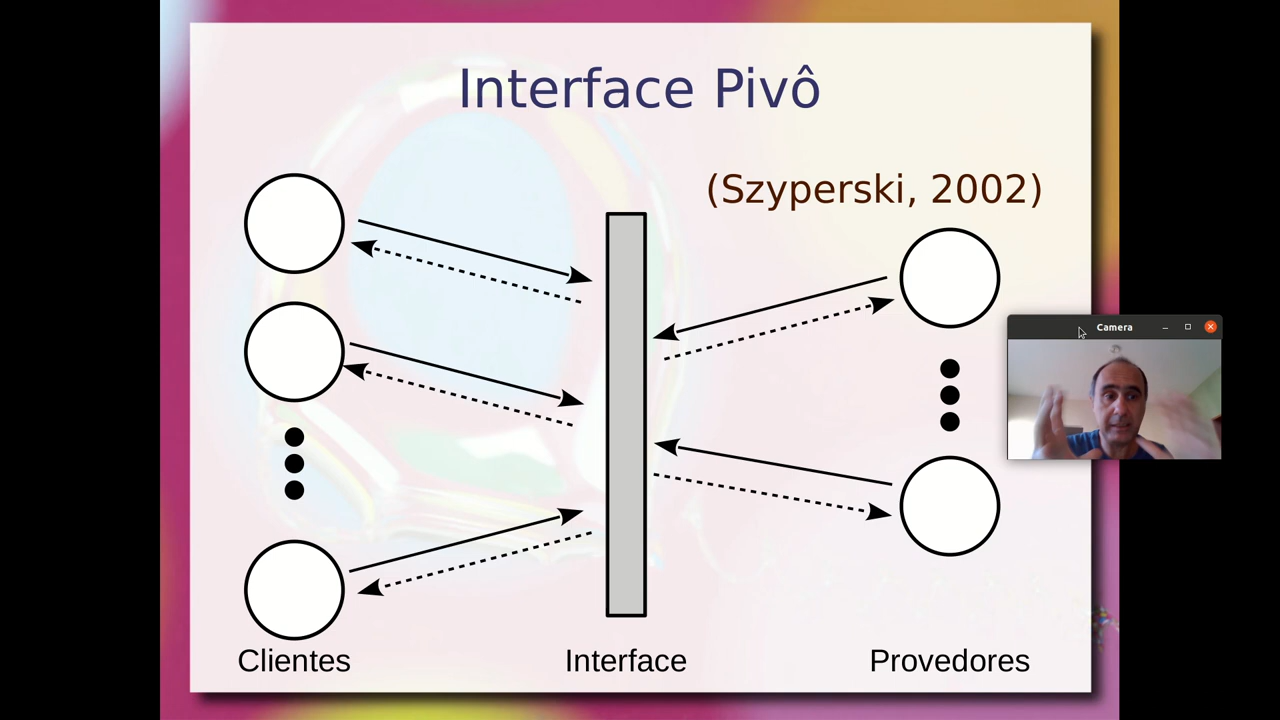 Interface Pivô
(Szyperski, 2002)
Camera
Clientes
Interface
Provedores